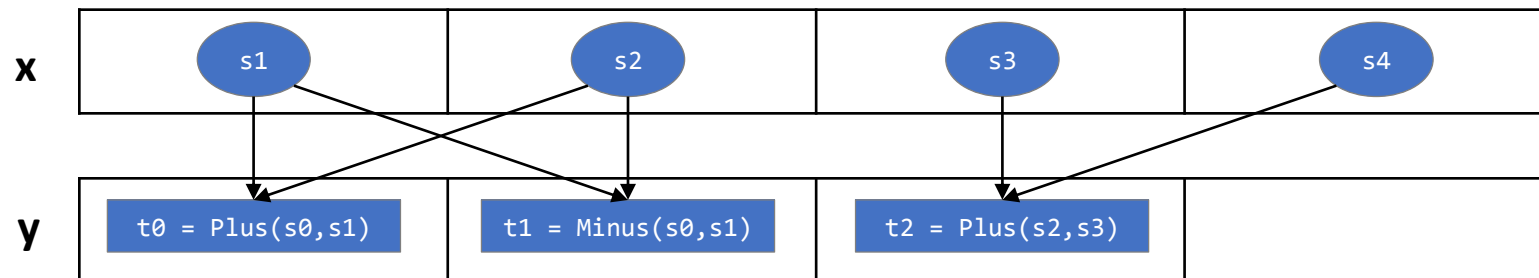 x s1 s2 s3 s4
y t0 = Plus(s0,s1) t1 = Minus(s0,s1) t2 = Plus(s2,s3)